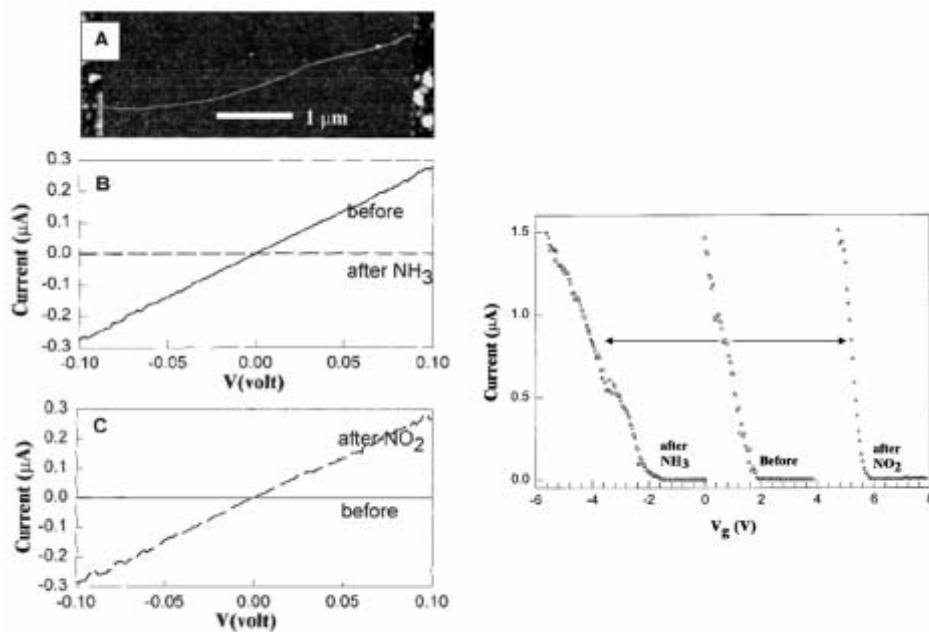 A
1 μm
B
0.3
0.2
0.1
0.0
-0.1
-0.2
-0.3
Current (μA)
before
after NH3
-0.10
-0.05
0.00
0.05
0.10
V(volt)
C
0.3
0.2
0.1
0.0
-0.1
-0.2
-0.3
Current (μA)
after NO2
before
-0.10
-0.05
0.00
0.05
0.10
V(volt)
1.5
1.0
0.5
0.0
Current (μA)
after
NH3
Before
after
NO2
-6
-4
-2
0
2
4
6
8
Vg (V)